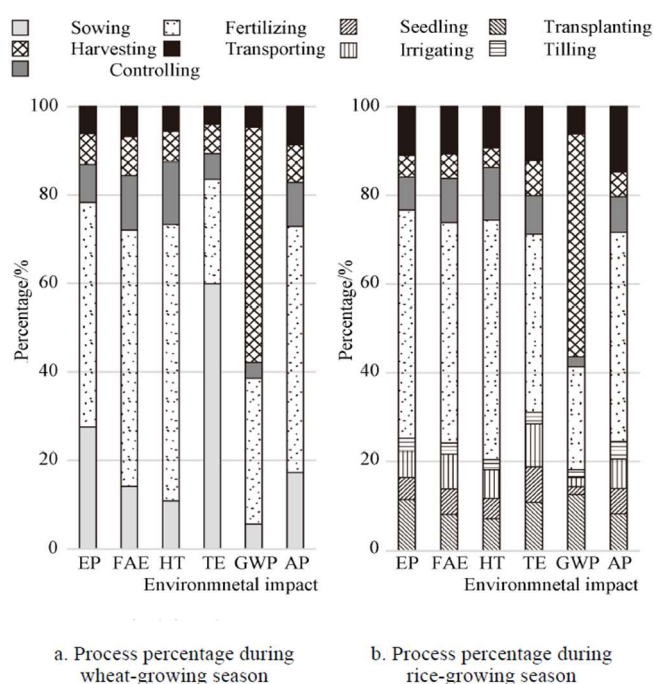 Sowing Fertilizing Seedling Transplanting
Harvesting Transporting Irrigating Tilling
Controlling
100 100
80 80
60 60
40 40
20 20
0 0
Percentage/% Percentage/%
EP FAE HT TE GWP AP EP FAE HT TE GWP AP
Environmnetal impact Environmnetal impact
a. Process percentage during b. Process percentage during
wheat-growing season rice-growing season